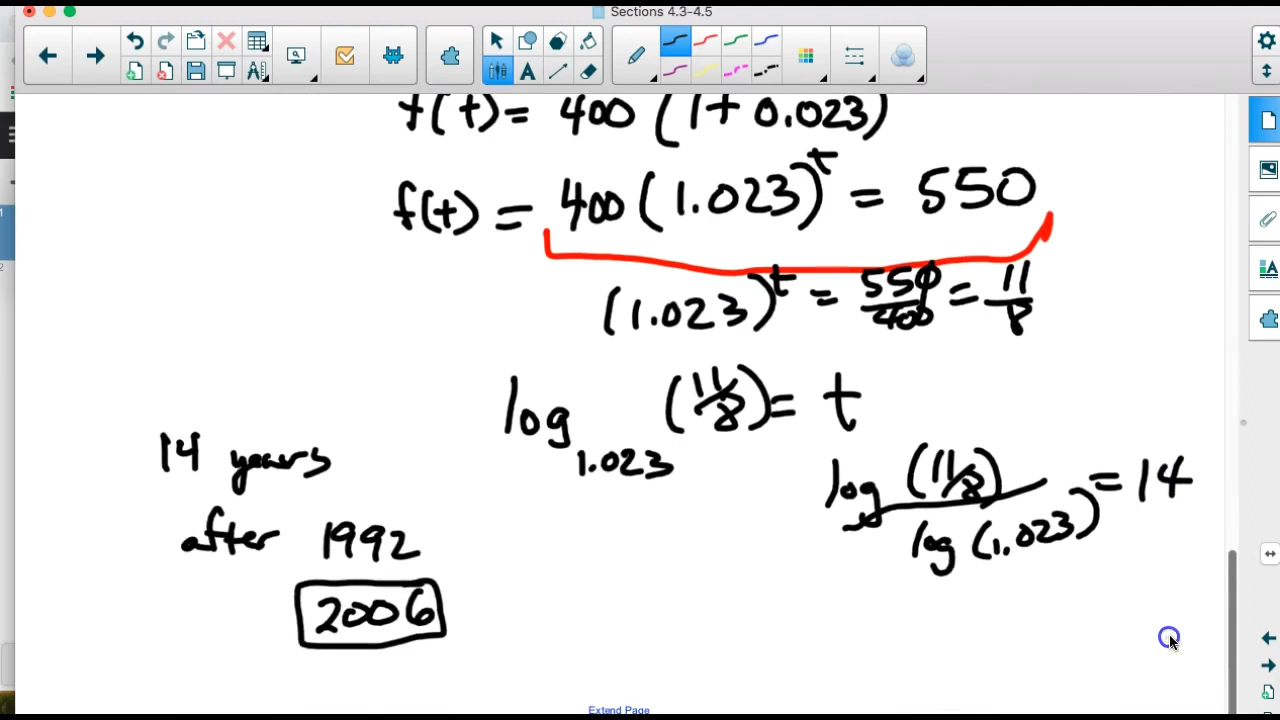 Sections 4.3-4.5
f(t) = 400 (1 + 0.023)
f(t) = 400 (1.023)^t = 550
(1.023)^t = 550/400 = 11/8
log_1.023 (11/8) = t
log (11/8) / log (1.023) = 14
14 years
after 1992
2006
Extend Page